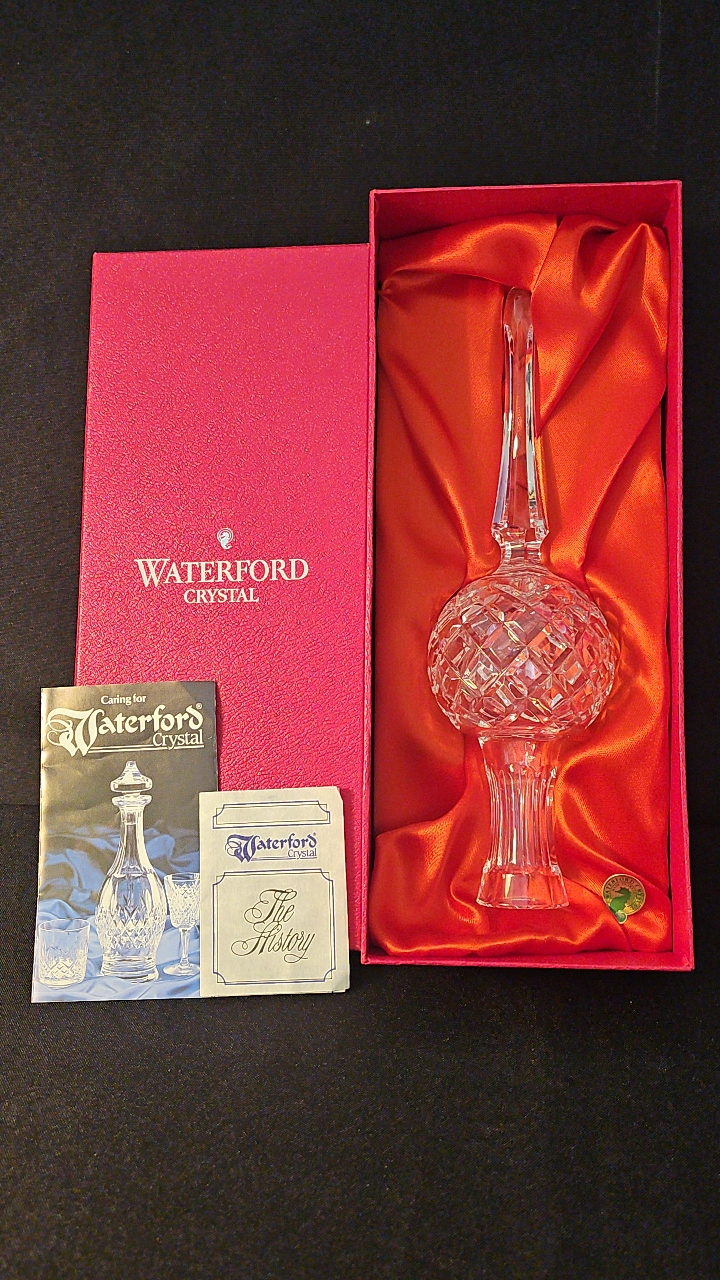 WATERFORD
CRYSTAL
Caring for
Waterford®
Crystal
Waterford®
Crystal
The
History